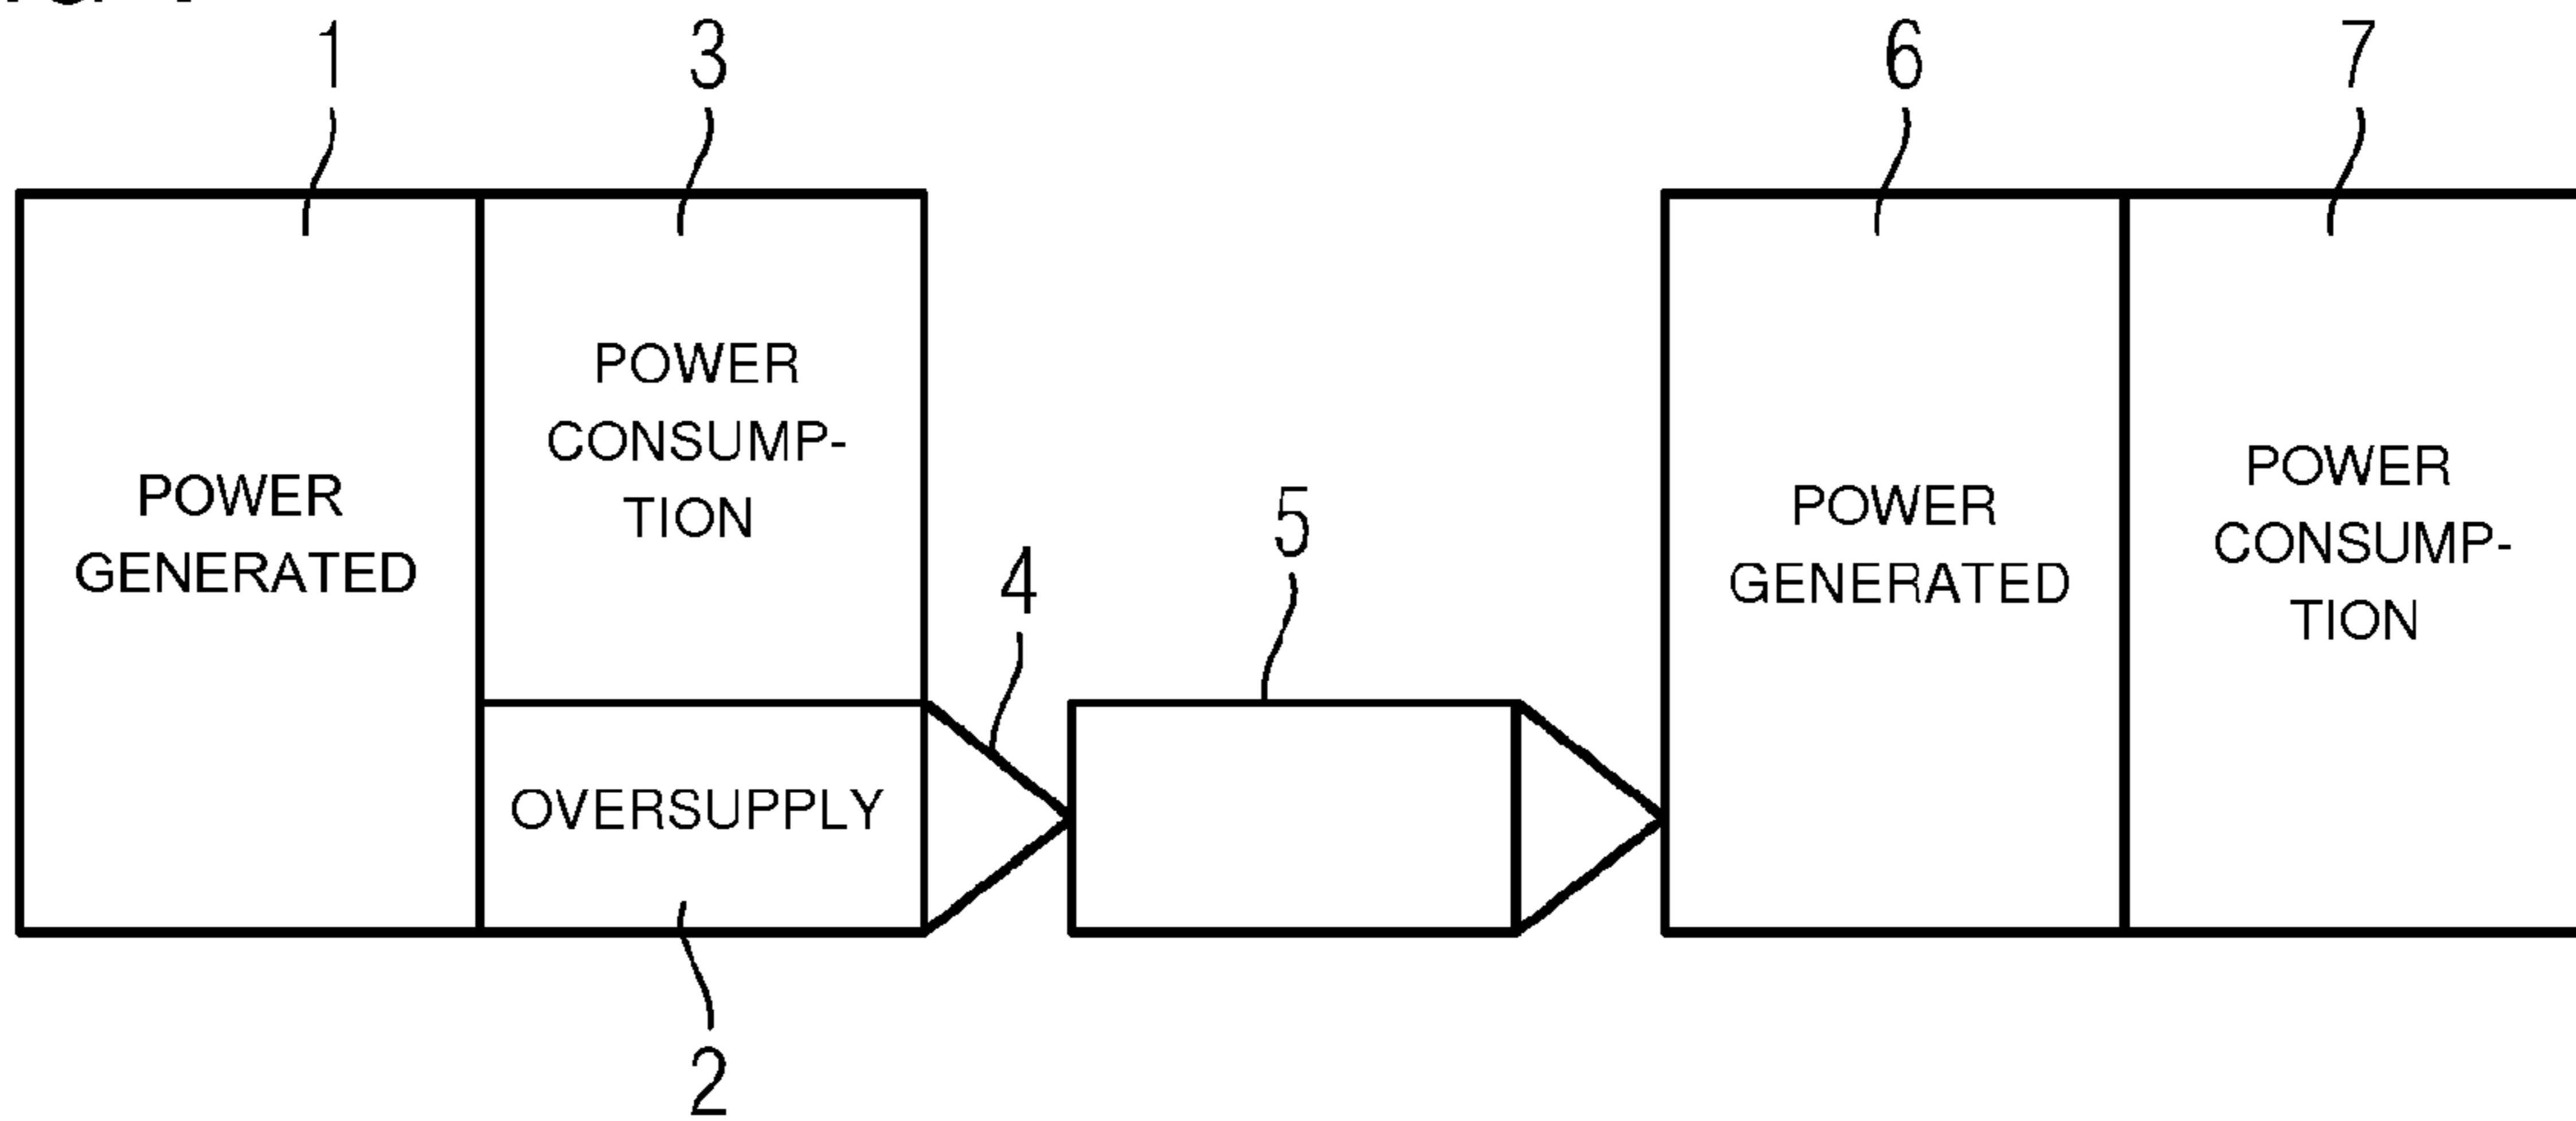 1
3
6
7
POWER
CONSUMP-
TION
POWER
GENERATED
POWER
GENERATED
POWER
CONSUMP-
TION
5
4
OVERSUPPLY
2